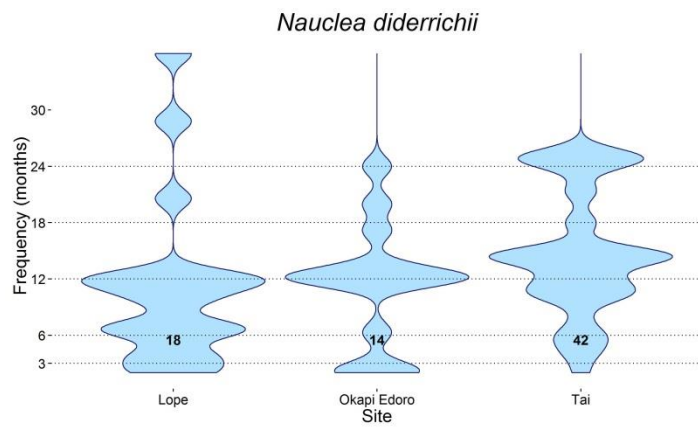 Nauclea diderrichii
Frequency (months)
30
24
18
12
6
3
18
14
42
Lope
Okapi Edoro
Tai
Site